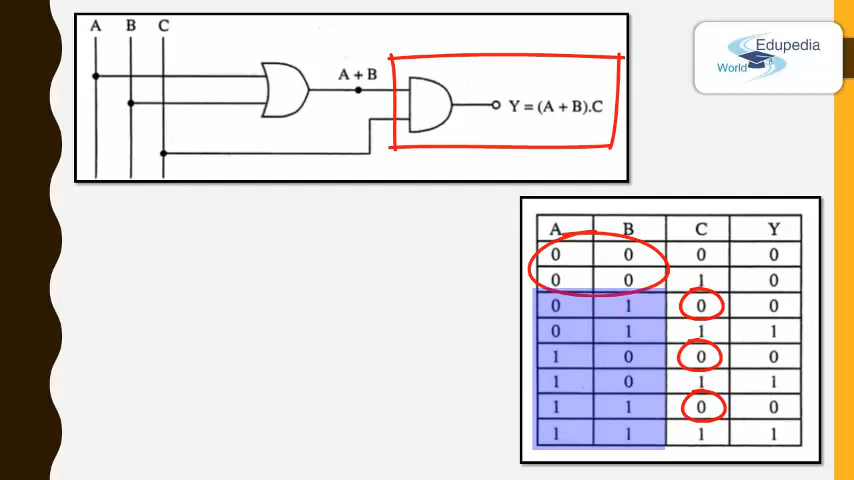 A B C
A + B
Y = (A + B).C
Edupedia
World
A B C Y
0 0 0 0
0 0 1 0
0 1 0 0
0 1 1 1
1 0 0 0
1 0 1 1
1 1 0 0
1 1 1 1